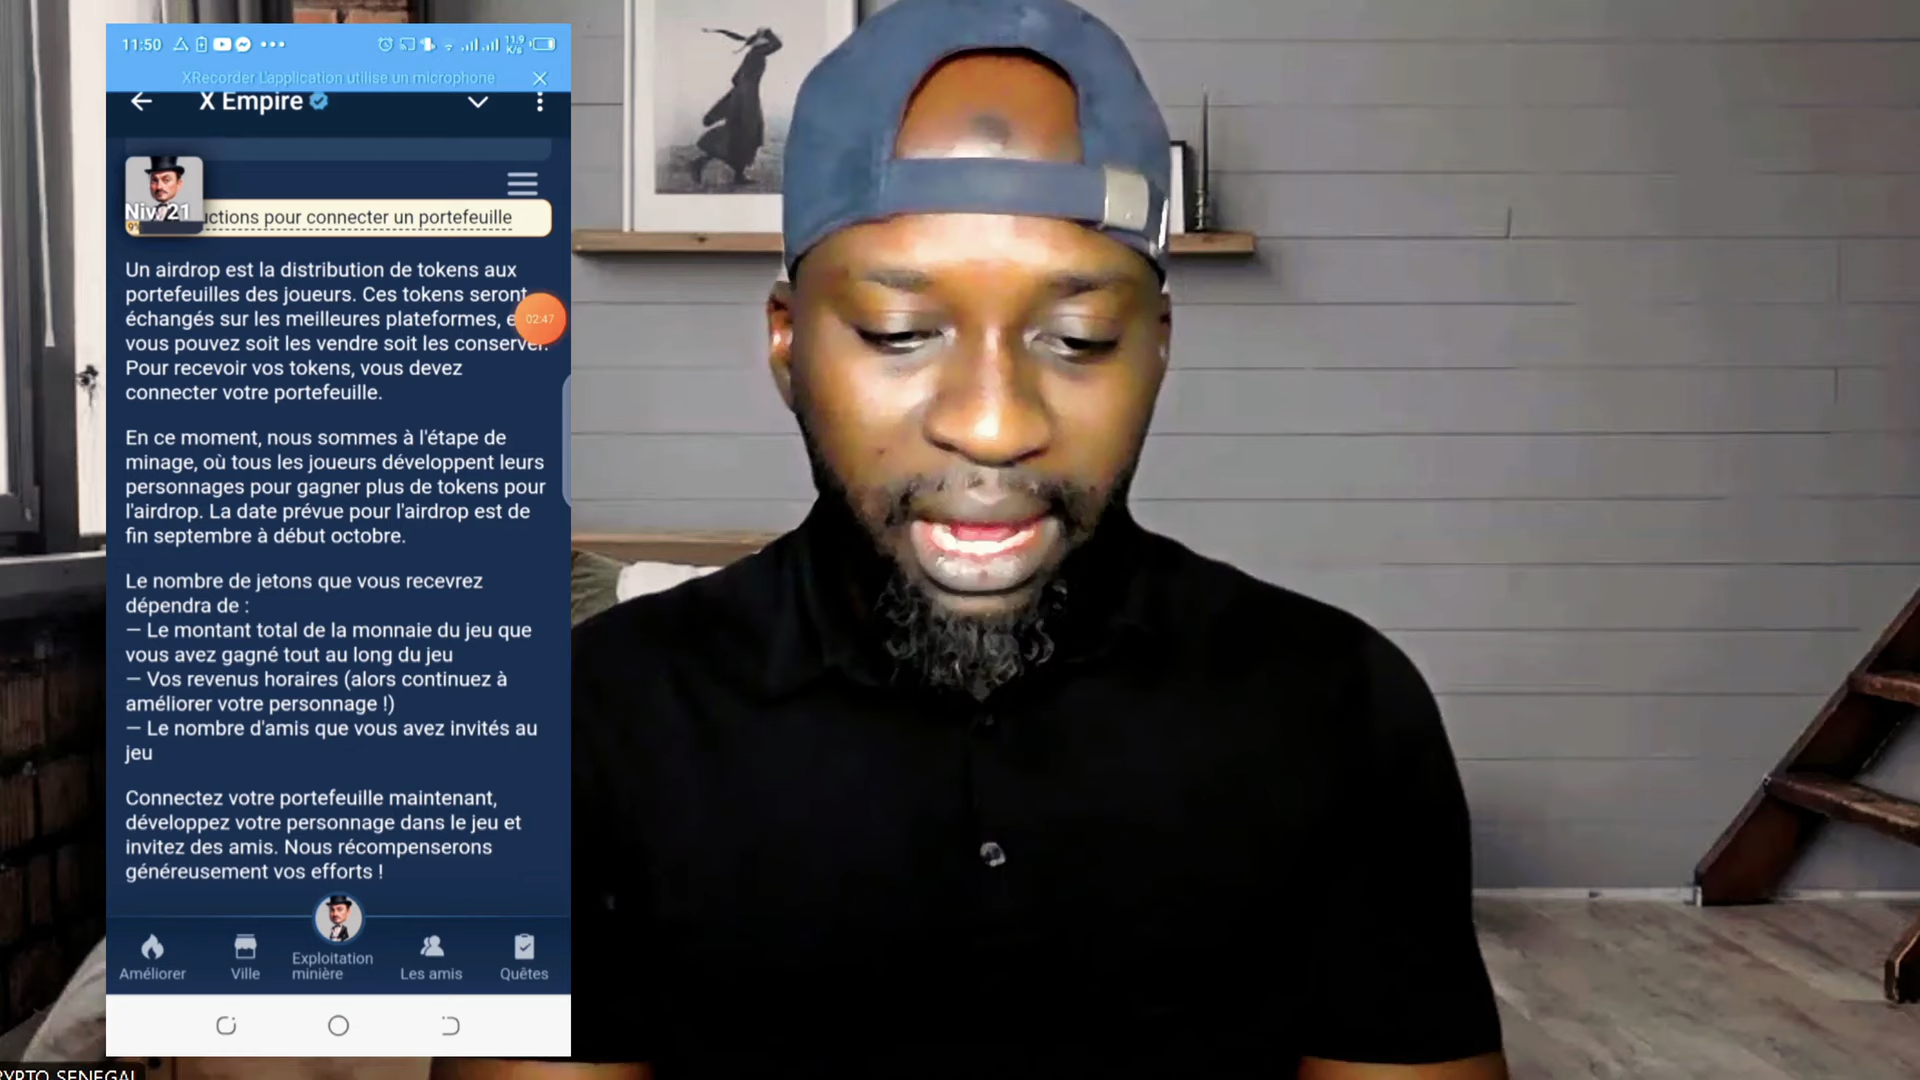 11:50
11,9
K/s
XRecorder L'application utilise un microphone
X Empire
Niv. 21
9%
uctions pour connecter un portefeuille
Un airdrop est la distribution de tokens aux
portefeuilles des joueurs. Ces tokens seront
échangés sur les meilleures plateformes, e
02:47
vous pouvez soit les vendre soit les conserver.
Pour recevoir vos tokens, vous devez
connecter votre portefeuille.
En ce moment, nous sommes à l'étape de
minage, où tous les joueurs développent leurs
personnages pour gagner plus de tokens pour
l'airdrop. La date prévue pour l'airdrop est de
fin septembre à début octobre.
Le nombre de jetons que vous recevrez
dépendra de :
— Le montant total de la monnaie du jeu que
vous avez gagné tout au long du jeu
— Vos revenus horaires (alors continuez à
améliorer votre personnage !)
— Le nombre d'amis que vous avez invités au
jeu
Connectez votre portefeuille maintenant,
développez votre personnage dans le jeu et
invitez des amis. Nous récompenserons
généreusement vos efforts !
Améliorer
Ville
Exploitation
minière
Les amis
Quêtes
RYPTO SENEGAL